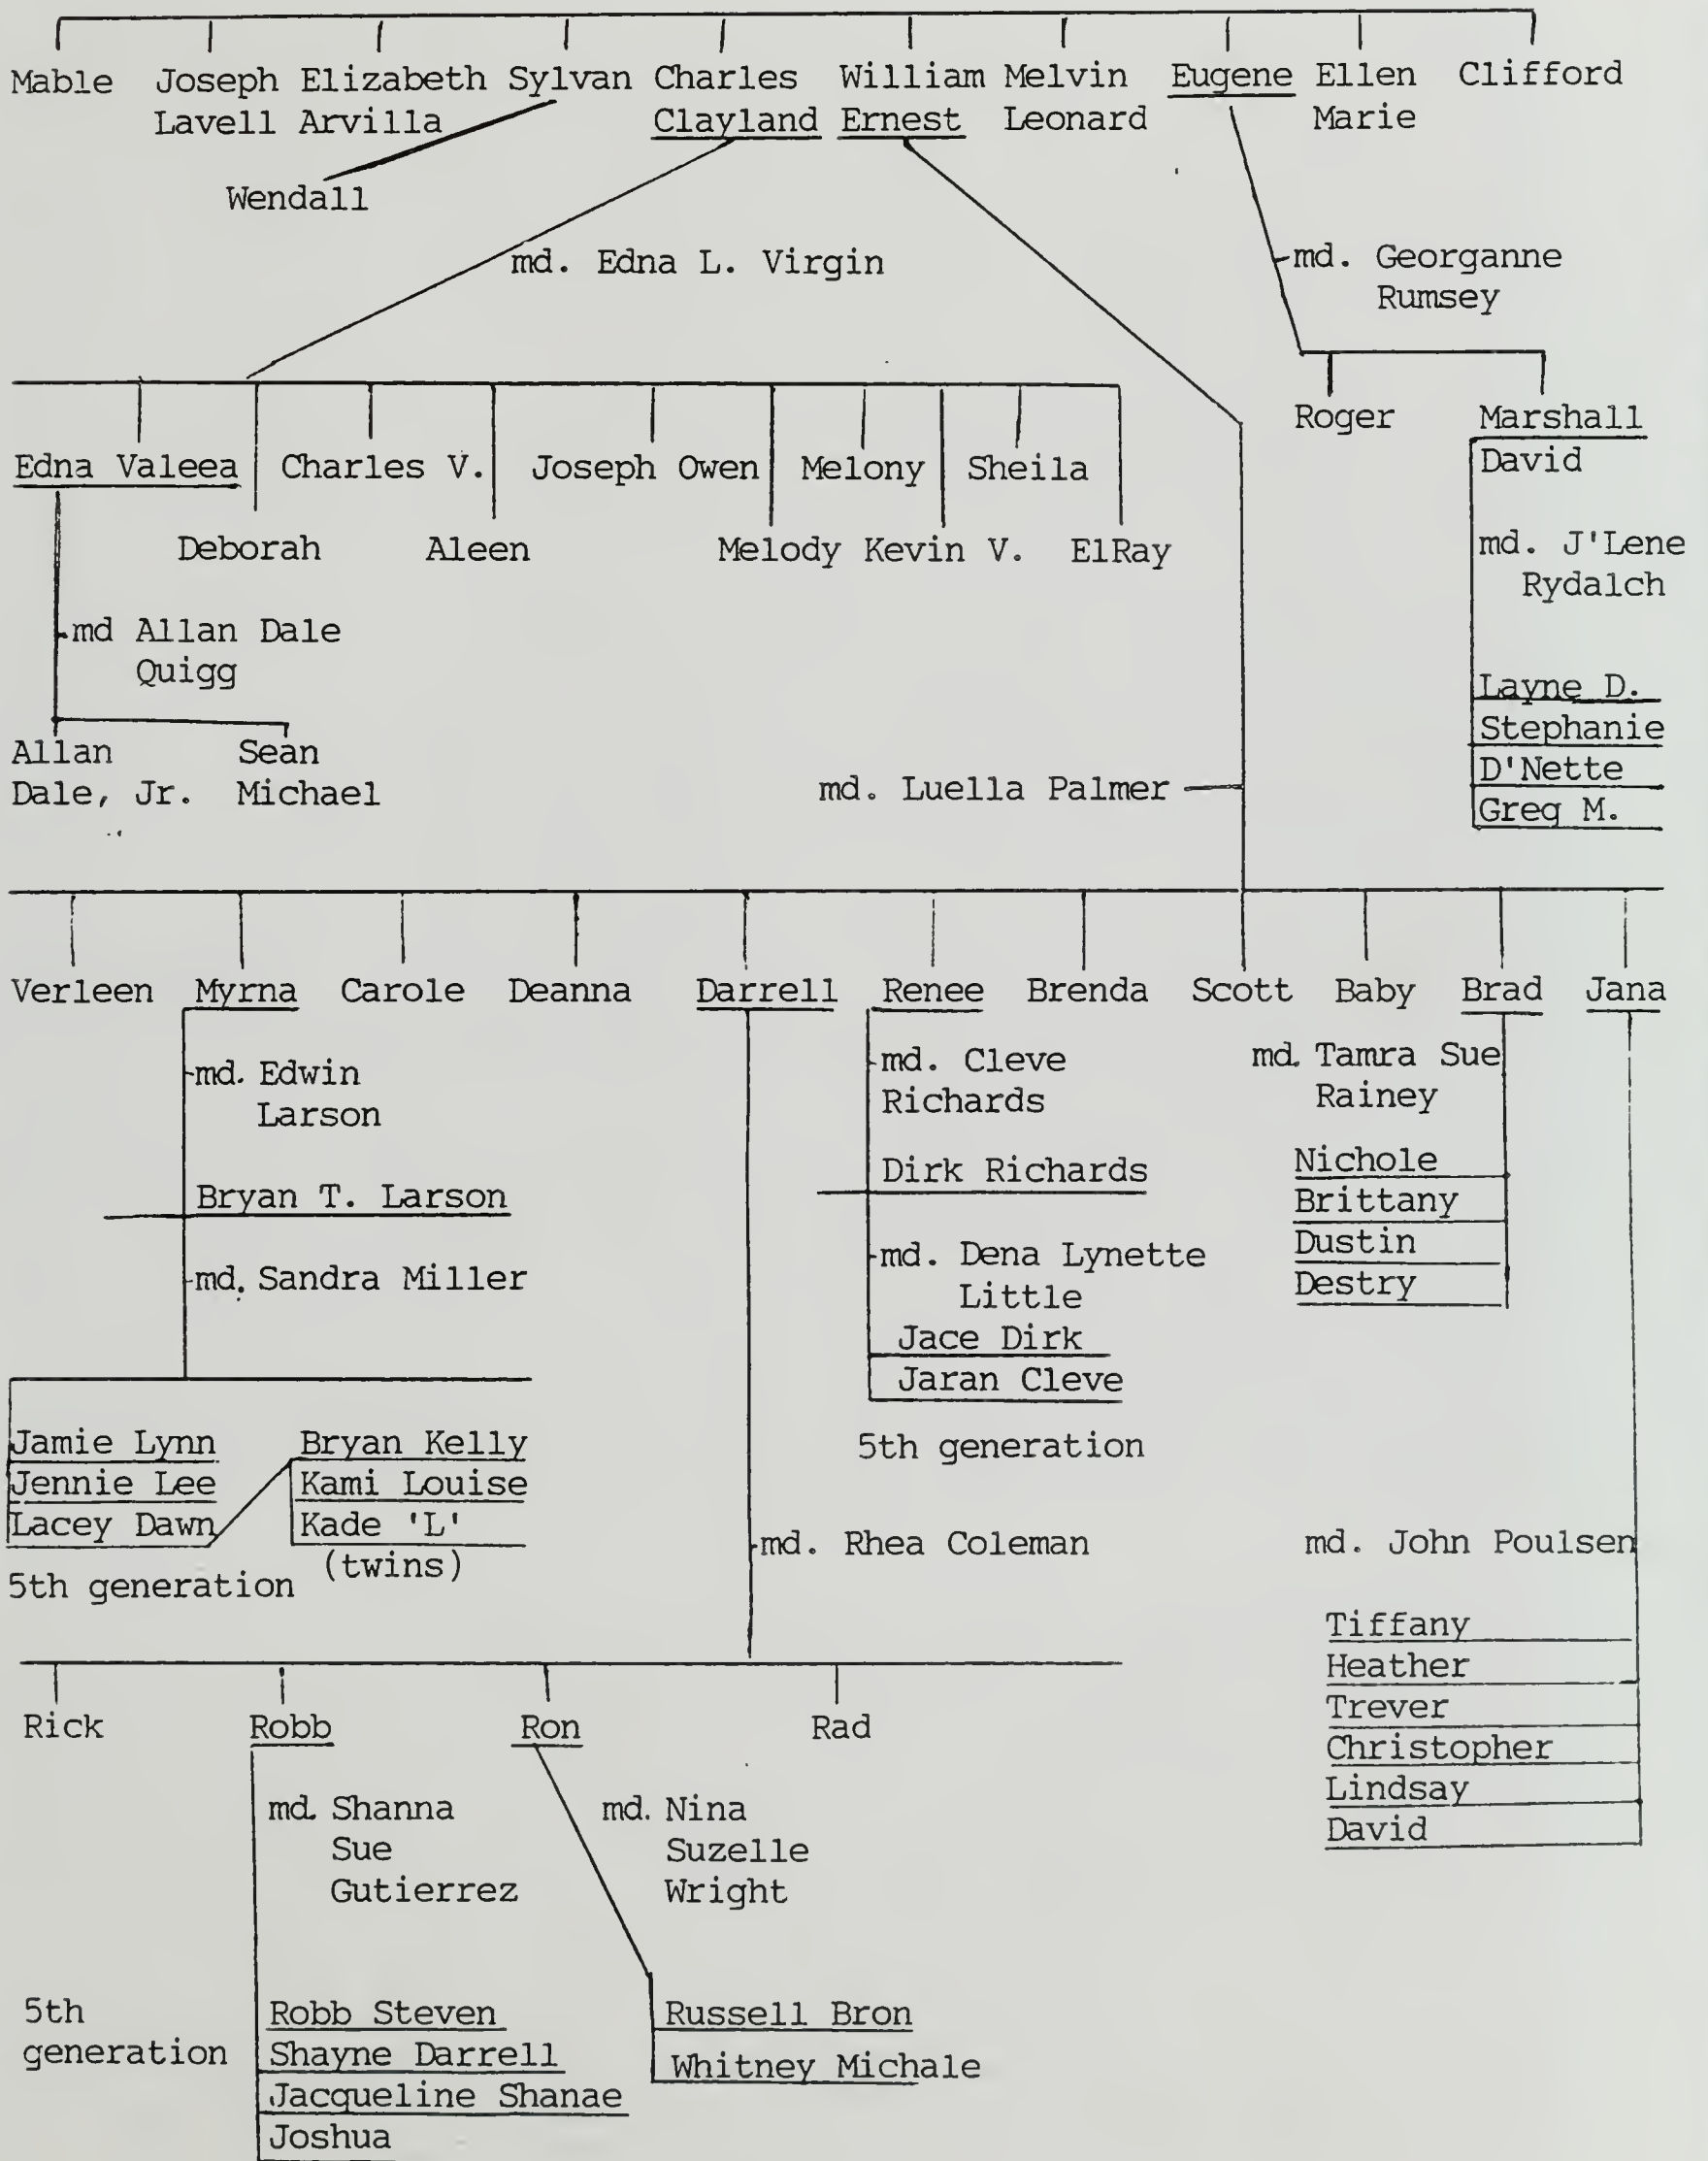 Mable Joseph Elizabeth Sylvan Charles William Melvin Eugene Ellen Clifford
Lavell Arvilla Clayland Ernest Leonard Marie
Wendall
md. Edna L. Virgin
md. Georganne
Rumsey
Roger Marshall
David
md. J'Lene
Rydalch
Layne D.
Stephanie
D'Nette
Greg M.
Edna Valeea Charles V. Joseph Owen Melony Sheila
Deborah Aleen Melody Kevin V. ElRay
md Allan Dale
Quigg
Allan Sean
Dale, Jr. Michael
md. Luella Palmer
Verleen Myrna Carole Deanna Darrell Renee Brenda Scott Baby Brad Jana
md. Edwin
Larson
Bryan T. Larson
md. Sandra Miller
Jamie Lynn
Jennie Lee
Lacey Dawn
Bryan Kelly
Kami Louise
Kade 'L'
(twins)
5th generation
md. Cleve
Richards
Dirk Richards
md. Dena Lynette
Little
Jace Dirk
Jaran Cleve
5th generation
md. Tamra Sue
Rainey
Nichole
Brittany
Dustin
Destry
md. Rhea Coleman
md. John Poulsen
Tiffany
Heather
Trever
Christopher
Lindsay
David
Rick Robb Ron Rad
md. Shanna
Sue
Gutierrez
md. Nina
Suzelle
Wright
5th
generation
Robb Steven
Shayne Darrell
Jacqueline Shanae
Joshua
Russell Bron
Whitney Michale